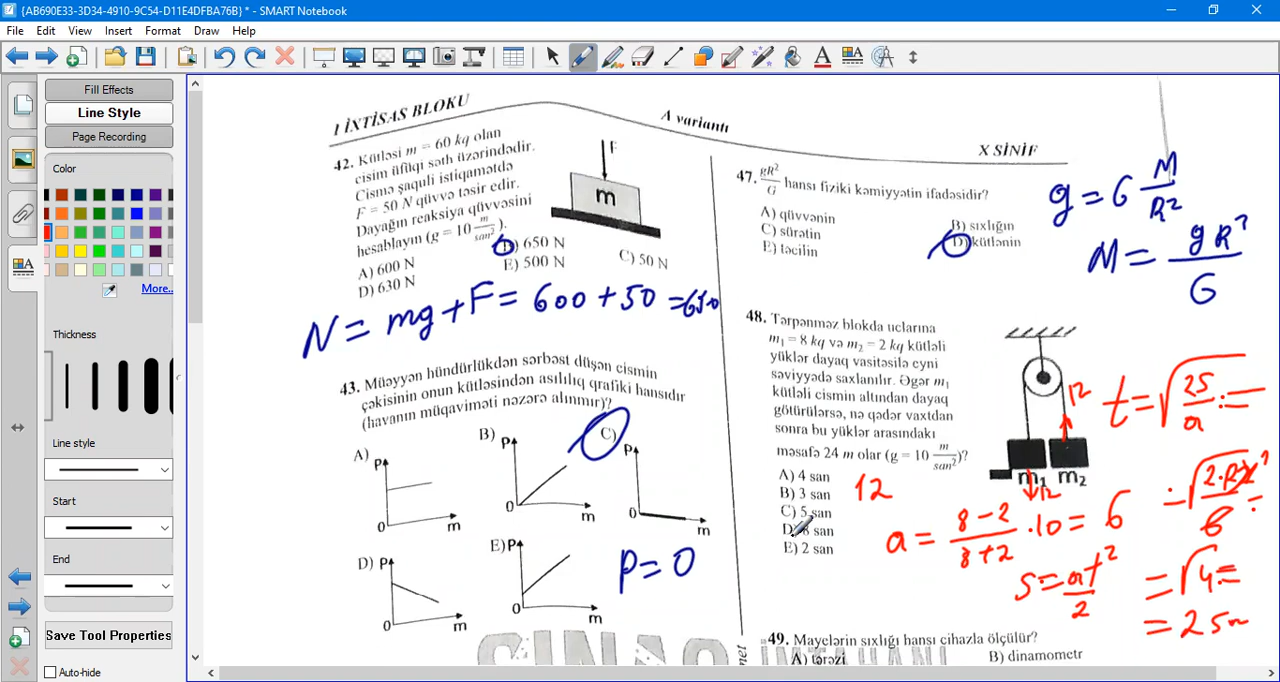 {AB690E33-3D34-4910-9C54-D11E4DFBA76B} * - SMART Notebook
File Edit View Insert Format Draw Help
Fill Effects
Line Style
Page Recording
Color
More...
Thickness
Line style
Start
End
Save Tool Properties
Auto-hide
I İXTİSAS BLOKU
A variantı
X SİNİF
42. Kütləsi m = 60 kq olan
cisim üfüqi səth üzərindədir.
Cismə şaquli istiqamətdə
F = 50 N qüvvə təsir edir.
Dayağın reaksiya qüvvəsini
hesablayın (g = 10 m/san²).
A) 600 N
B) 650 N
C) 50 N
D) 630 N
E) 500 N
F
m
N = mg + F = 600 + 50 = 650
43. Müəyyən hündürlükdən sərbəst düşən cismin
çəkisinin onun kütləsindən asılılıq qrafiki hansıdır
(havanın müqaviməti nəzərə alınmır)?
A) P 0 m
B) P 0 m
C) P 0 m
D) P 0 m
E) P 0 m
P = 0
47. gR²/G hansı fiziki kəmiyyətin ifadəsidir?
A) qüvvənin
B) sıxlığın
C) sürətin
D) kütlənin
E) təcilin
g = G M/R²
M = gR²/G
48. Tərpənməz blokda uclarına
m₁ = 8 kq və m₂ = 2 kq kütləli
yüklər dayaq vasitəsilə eyni
səviyyədə saxlanılır. Əgər m₁
kütləli cismin altından dayaq
götürülərsə, nə qədər vaxtdan
sonra bu yüklər arasındakı
məsafə 24 m olar (g = 10 m/san²)?
A) 4 san
B) 3 san
C) 5 san
san
E) 2 san
m₁ m₂
12
12
12
a = 8-2/8+2 · 10 = 6
S = at²/2
t = √2S/a =
= √4 =
= 2 san
49. Mayelərin sıxlığı hansı cihazla ölçülür?
A) tərəzi
B) dinamometr